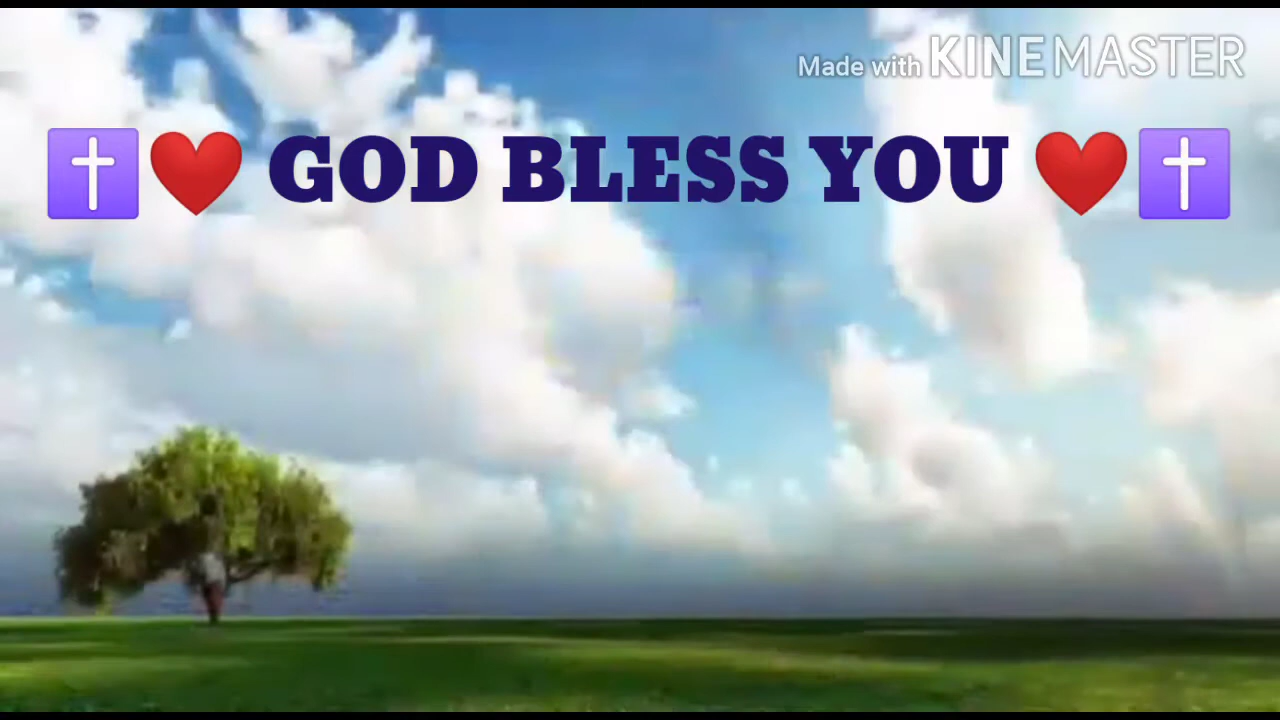 Made with KINEMASTER
✝️❤️ GOD BLESS YOU ❤️✝️